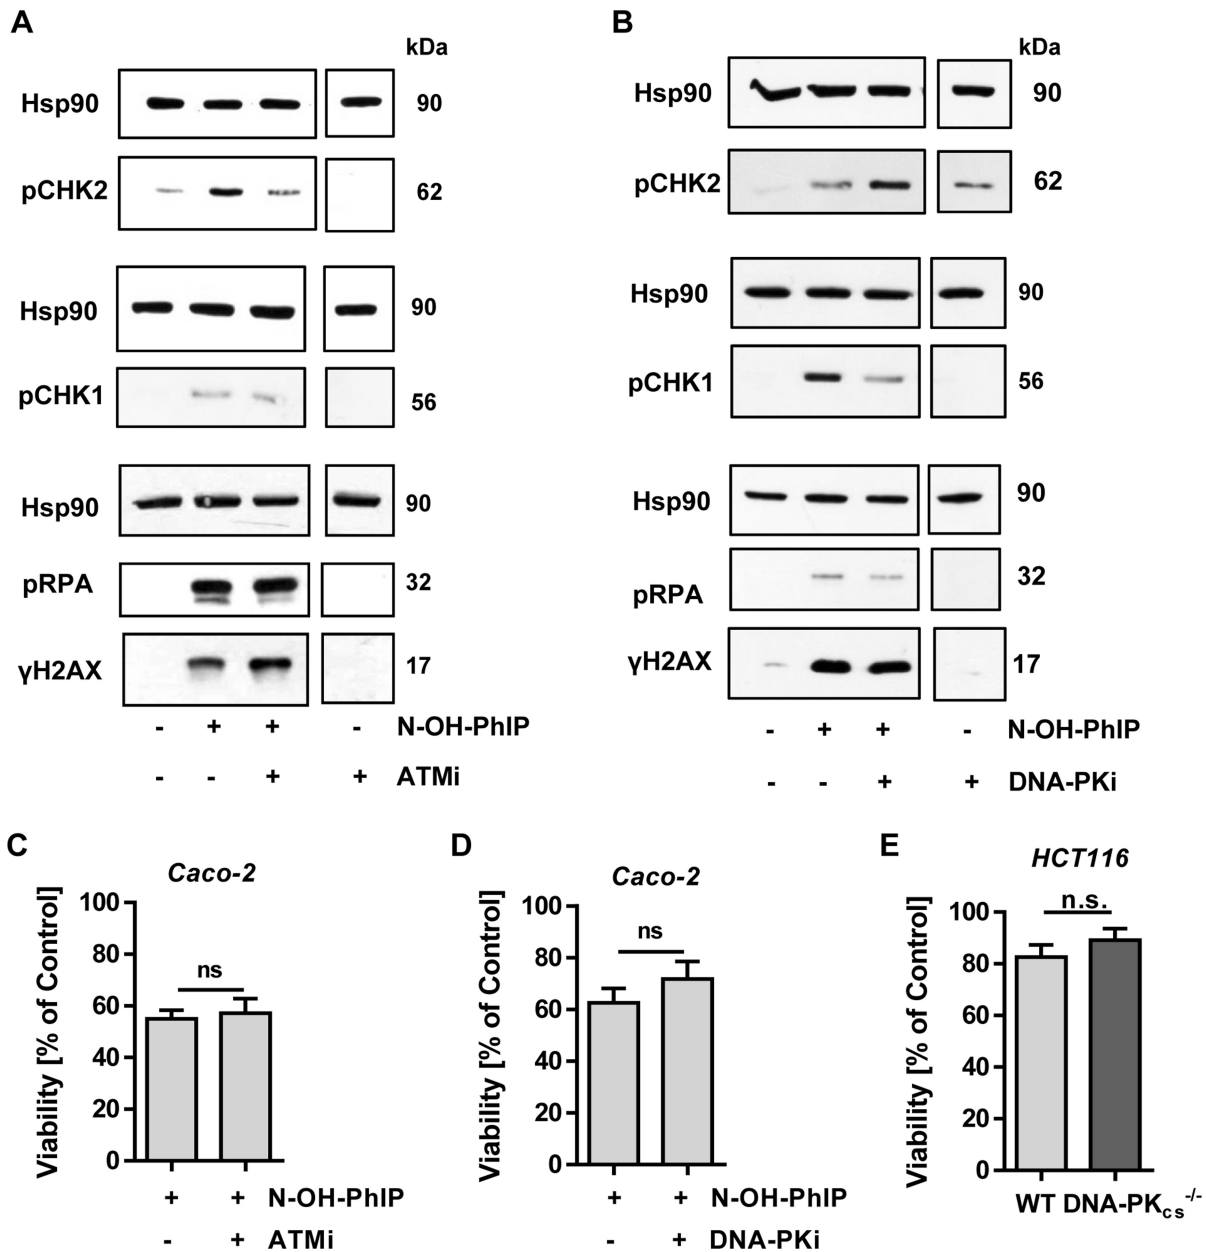 A
kDa
Hsp90
90
pCHK2
62
Hsp90
90
pCHK1
56
Hsp90
90
pRPA
32
γH2AX
17
- + + - N-OH-PhIP
- - + + ATMi
B
kDa
Hsp90
90
pCHK2
62
Hsp90
90
pCHK1
56
Hsp90
90
pRPA
32
γH2AX
17
- + + - N-OH-PhIP
- - + + DNA-PKi
C
Caco-2
Viability [% of Control]
100
80
60
40
20
0
ns
+ + N-OH-PhIP
- + ATMi
D
Caco-2
Viability [% of Control]
100
80
60
40
20
0
ns
+ + N-OH-PhIP
- + DNA-PKi
E
HCT116
Viability [% of Control]
100
80
60
40
20
0
n.s.
WT DNA-PKcs-/-